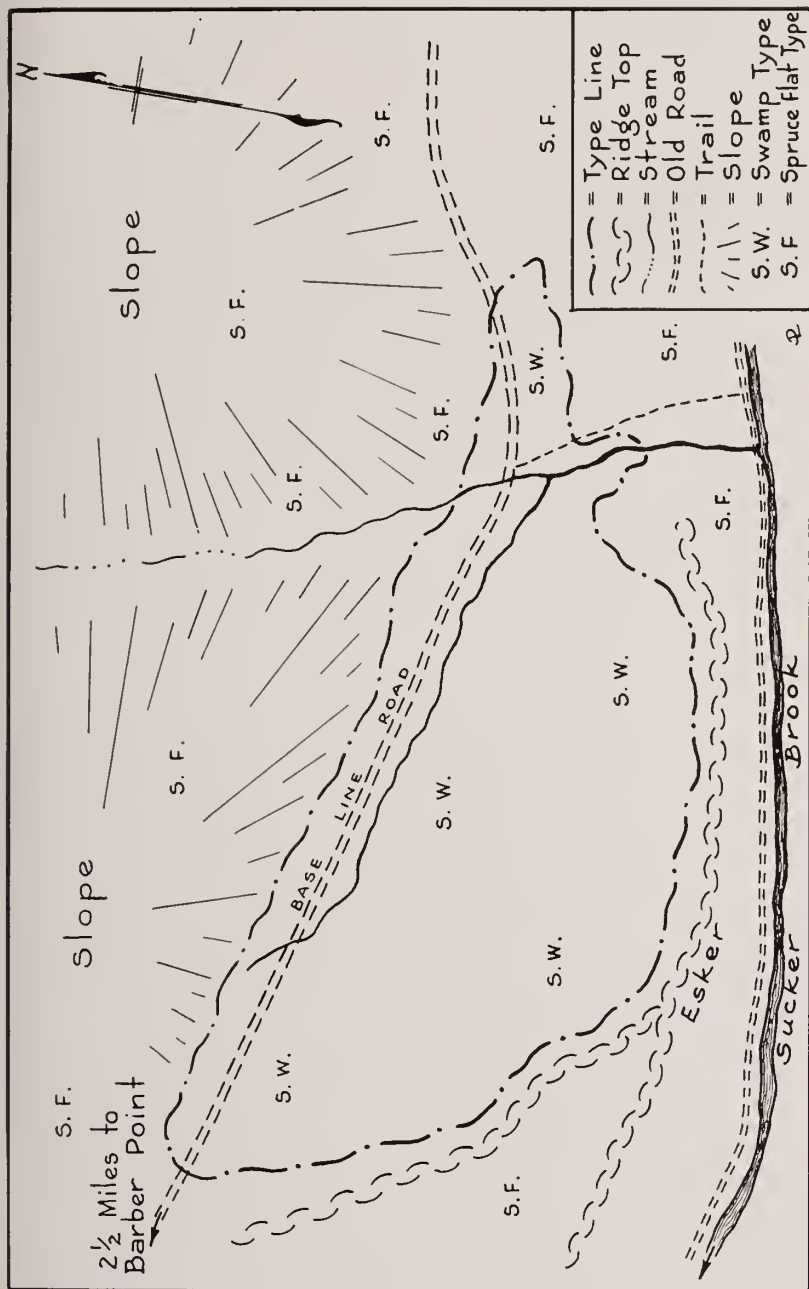 S. F.
2½ Miles to
Barber Point
Slope
Slope
N
S. F.
S. F.
S. F.
S. F.
S. F.
BASE LINE ROAD
S. W.
S. W.
S. W.
S. W.
S. W.
S. F.
S. F.
S. F.
S. F.
Esker
Sucker Brook
= Type Line
= Ridge Top
= Stream
= Old Road
= Trail
= Slope
S. W. = Swamp Type
S. F = Spruce Flat Type